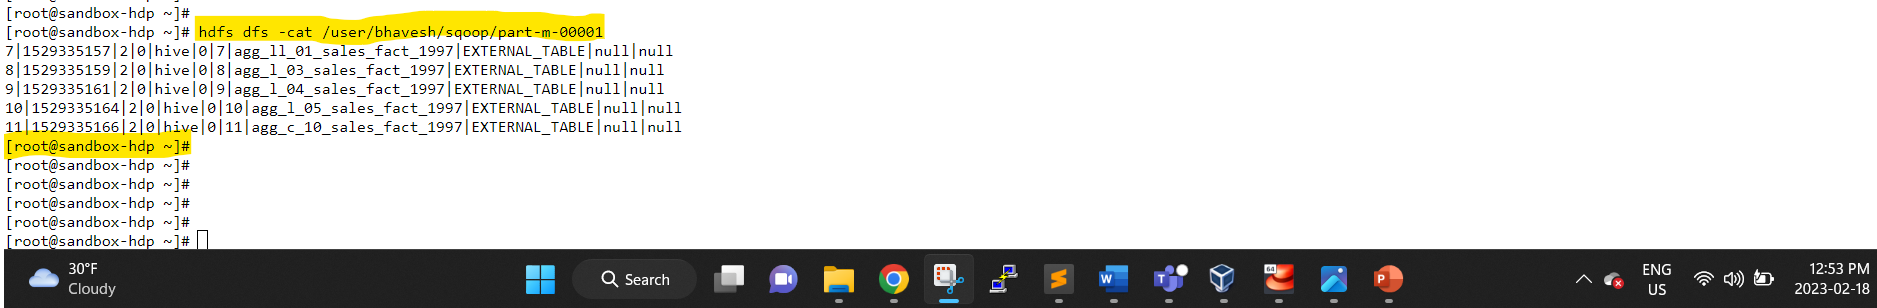 [root@sandbox-hdp ~]#
[root@sandbox-hdp ~]# hdfs dfs -cat /user/bhavesh/sqoop/part-m-00001
7|1529335157|2|0|hive|0|7|agg_ll_01_sales_fact_1997|EXTERNAL_TABLE|null|null
8|1529335159|2|0|hive|0|8|agg_l_03_sales_fact_1997|EXTERNAL_TABLE|null|null
9|1529335161|2|0|hive|0|9|agg_l_04_sales_fact_1997|EXTERNAL_TABLE|null|null
10|1529335164|2|0|hive|0|10|agg_l_05_sales_fact_1997|EXTERNAL_TABLE|null|null
11|1529335166|2|0|hive|0|11|agg_c_10_sales_fact_1997|EXTERNAL_TABLE|null|null
[root@sandbox-hdp ~]#
[root@sandbox-hdp ~]#
[root@sandbox-hdp ~]#
[root@sandbox-hdp ~]#
[root@sandbox-hdp ~]#
[root@sandbox-hdp ~]#
30°F
Cloudy
Search
64
W
T
P
ENG
US
12:53 PM
2023-02-18